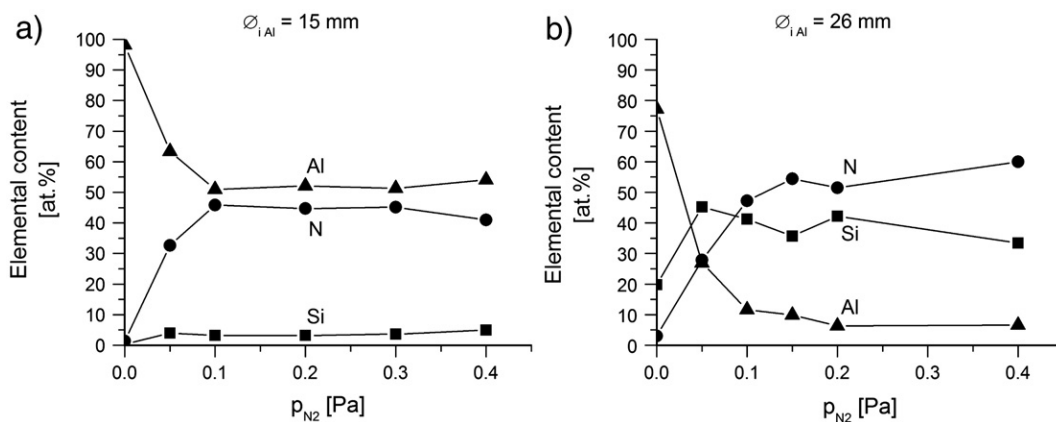 a)
∅i Al = 15 mm
Elemental content
[at.%]
100
90
80
70
60
50
40
30
20
10
0
Al
N
Si
0.0 0.1 0.2 0.3 0.4
pN2 [Pa]
b)
∅i Al = 26 mm
Elemental content
[at.%]
100
90
80
70
60
50
40
30
20
10
0
N
Si
Al
0.0 0.1 0.2 0.3 0.4
pN2 [Pa]